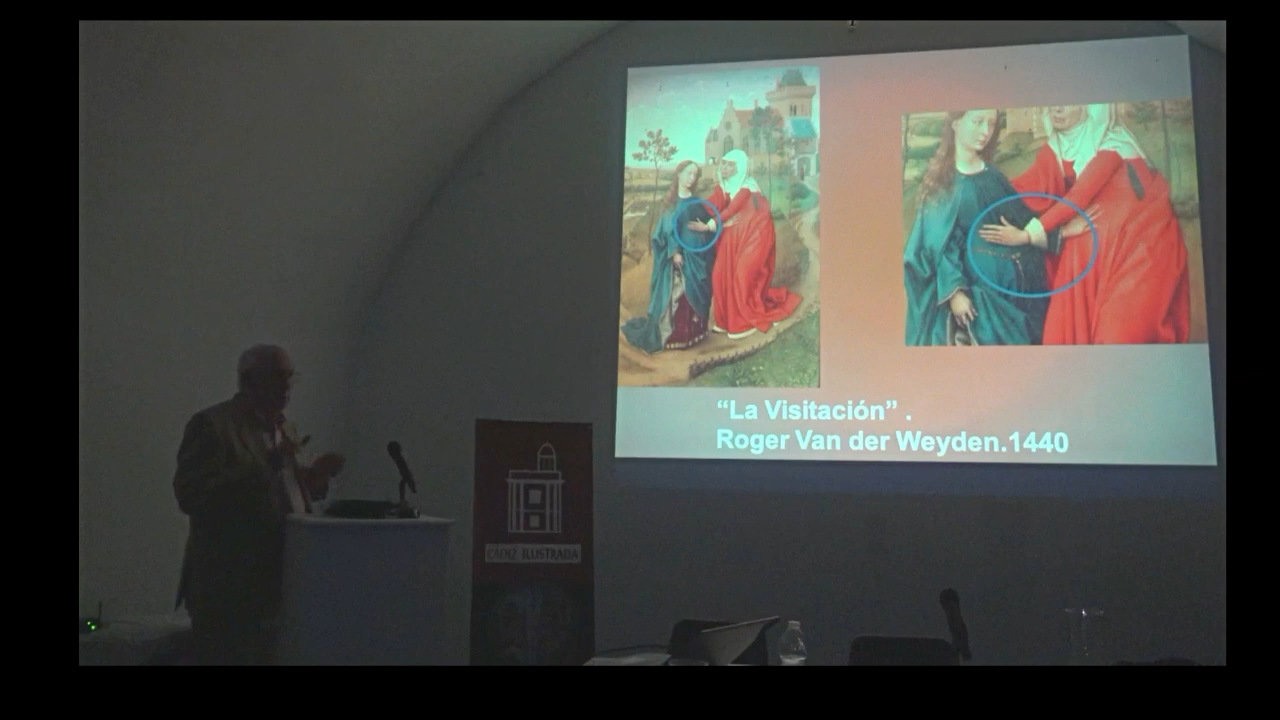 “La Visitación” .
Roger Van der Weyden.1440
CÁDIZ ILUSTRADA